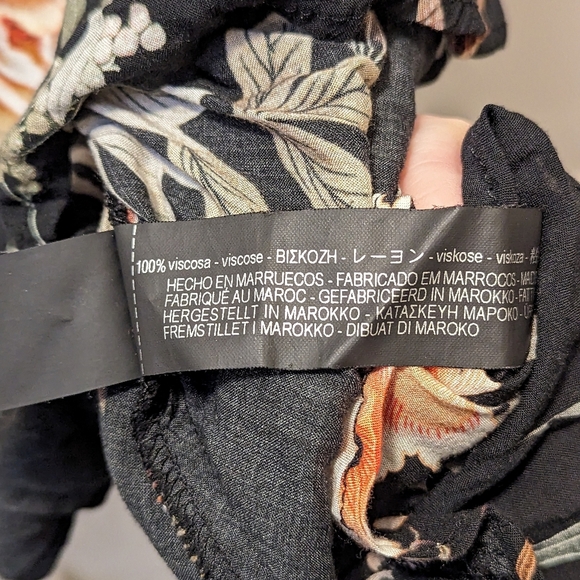 100% viscosa - viscose - ΒΙΣΚΟΖΗ - レーヨン - viskose - viskoza -
HECHO EN MARRUECOS - FABRICADO EM MARROCOS -
FABRIQUÉ AU MAROC - GEFABRICEERD IN MAROKKO -
HERGESTELLT IN MAROKKO - ΚΑΤΑΣΚΕΥΗ ΜΑΡΟΚΟ -
FREMSTILLET I MAROKKO - DIBUAT DI MAROKO